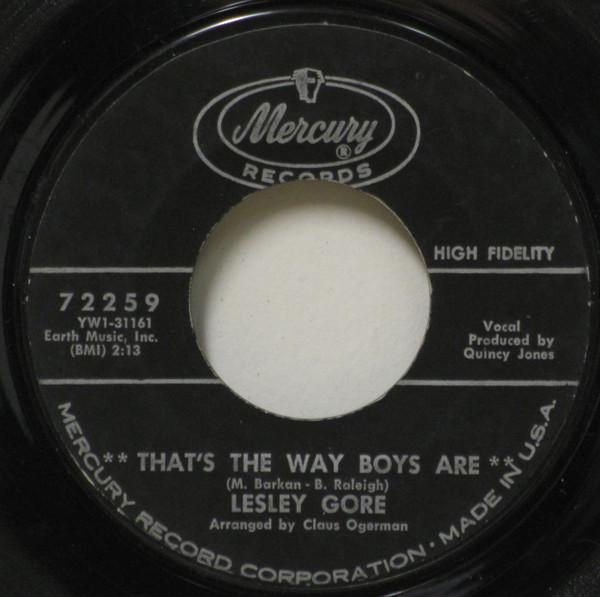 Mercury ®
RECORDS
HIGH FIDELITY
72259
YW1-31161
Earth Music, Inc.
(BMI) 2:13
Vocal
Produced by
Quincy Jones
** THAT'S THE WAY BOYS ARE **
(M. Barkan - B. Raleigh)
LESLEY GORE
Arranged by Claus Ogerman
MERCURY RECORD CORPORATION · MADE IN U.S.A.